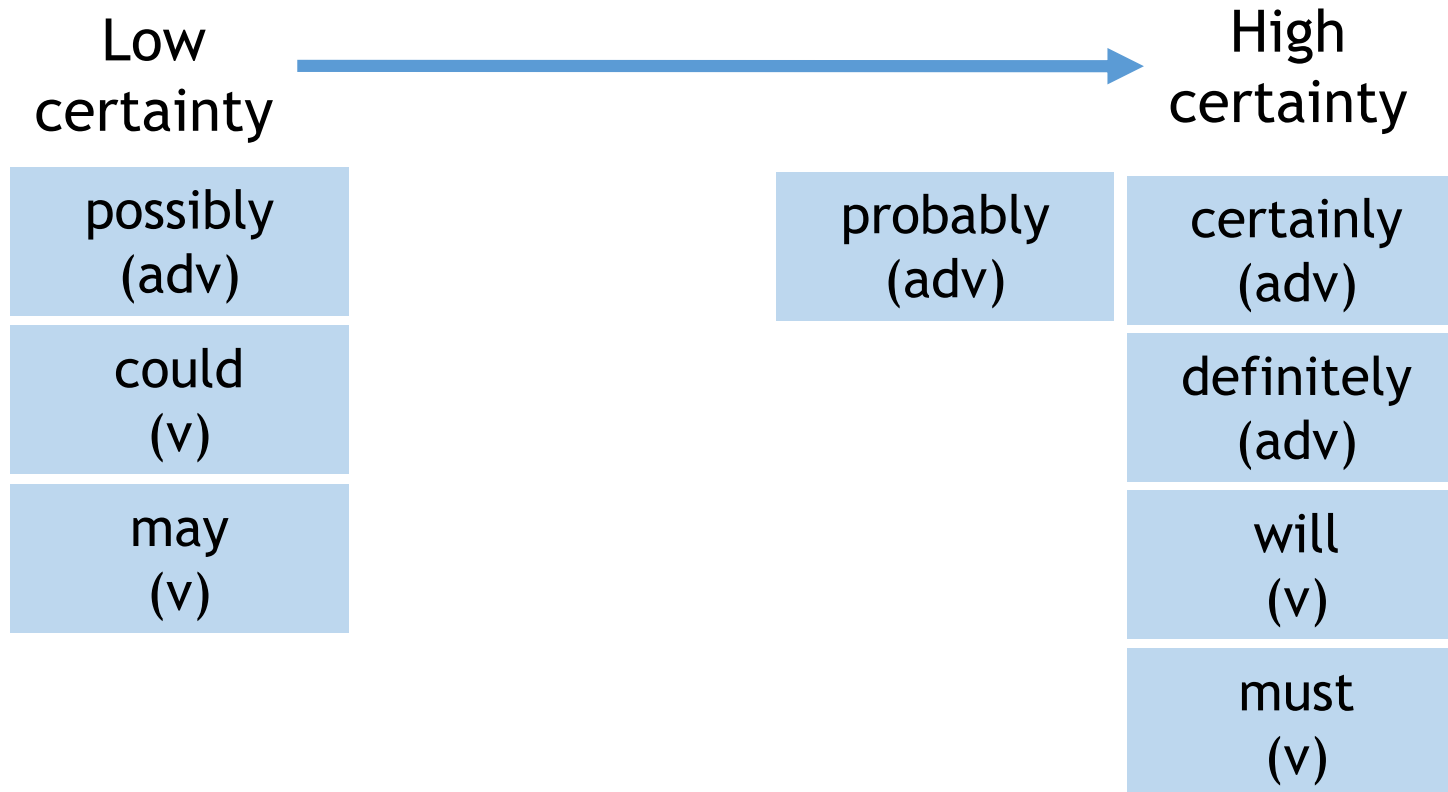 Low
certainty
High
certainty
possibly
(adv)
probably
(adv)
certainly
(adv)
could
(v)
definitely
(adv)
may
(v)
will
(v)
must
(v)